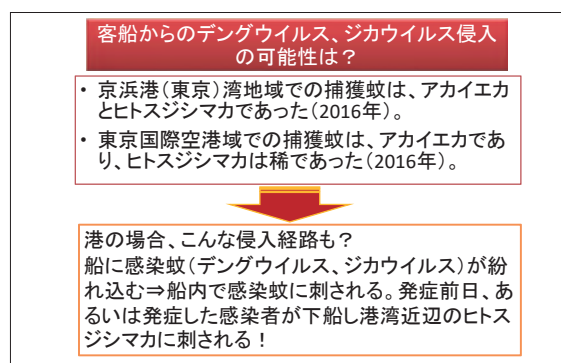 客船からのデングウイルス、ジカウイルス侵入
の可能性は？
・ 京浜港（東京）湾地域での捕獲蚊は、アカイエカ
とヒトスジシマカであった（2016年）。
・ 東京国際空港域での捕獲蚊は、アカイエカであ
り、ヒトスジシマカは稀であった（2016年）。
港の場合、こんな侵入経路も？
船に感染蚊（デングウイルス、ジカウイルス）が紛
れ込む⇒船内で感染蚊に刺される。発症前日、あ
るいは発症した感染者が下船し港湾近辺のヒトス
ジシマカに刺される！